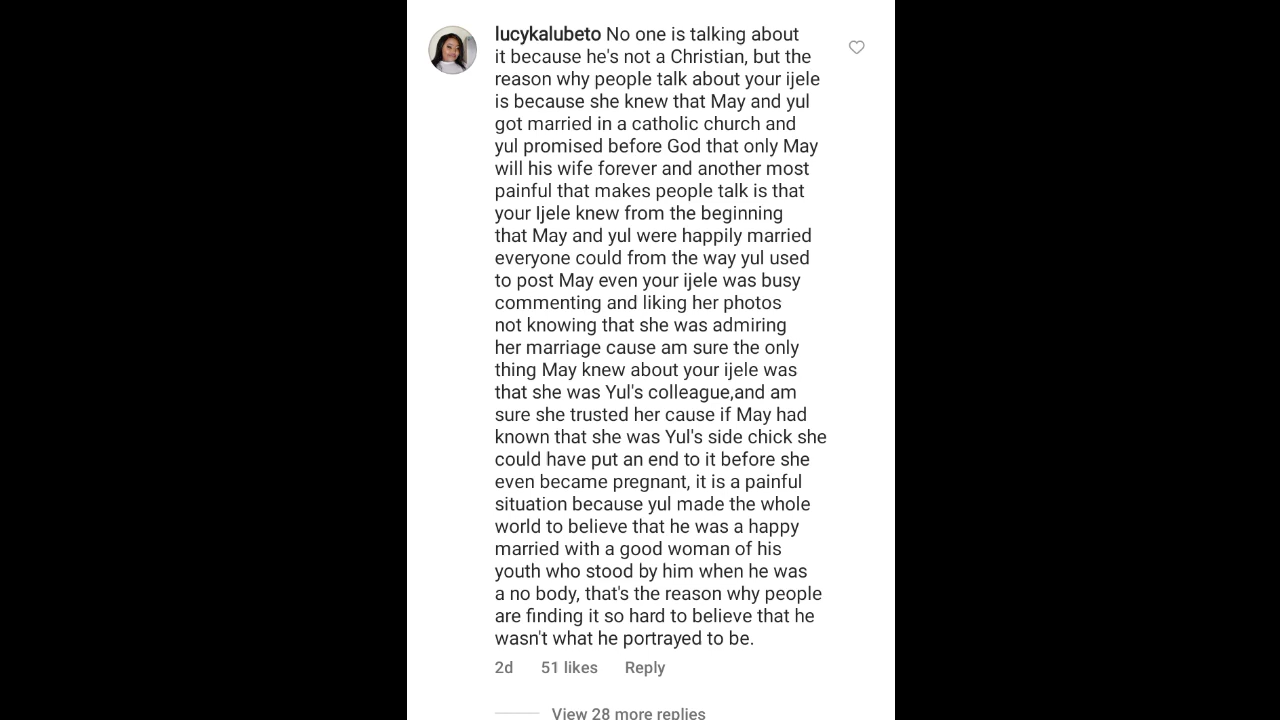 lucykalubeto No one is talking about
it because he's not a Christian, but the
reason why people talk about your ijele
is because she knew that May and yul
got married in a catholic church and
yul promised before God that only May
will his wife forever and another most
painful that makes people talk is that
your Ijele knew from the beginning
that May and yul were happily married
everyone could from the way yul used
to post May even your ijele was busy
commenting and liking her photos
not knowing that she was admiring
her marriage cause am sure the only
thing May knew about your ijele was
that she was Yul's colleague,and am
sure she trusted her cause if May had
known that she was Yul's side chick she
could have put an end to it before she
even became pregnant, it is a painful
situation because yul made the whole
world to believe that he was a happy
married with a good woman of his
youth who stood by him when he was
a no body, that's the reason why people
are finding it so hard to believe that he
wasn't what he portrayed to be.
2d 51 likes Reply
View 28 more replies